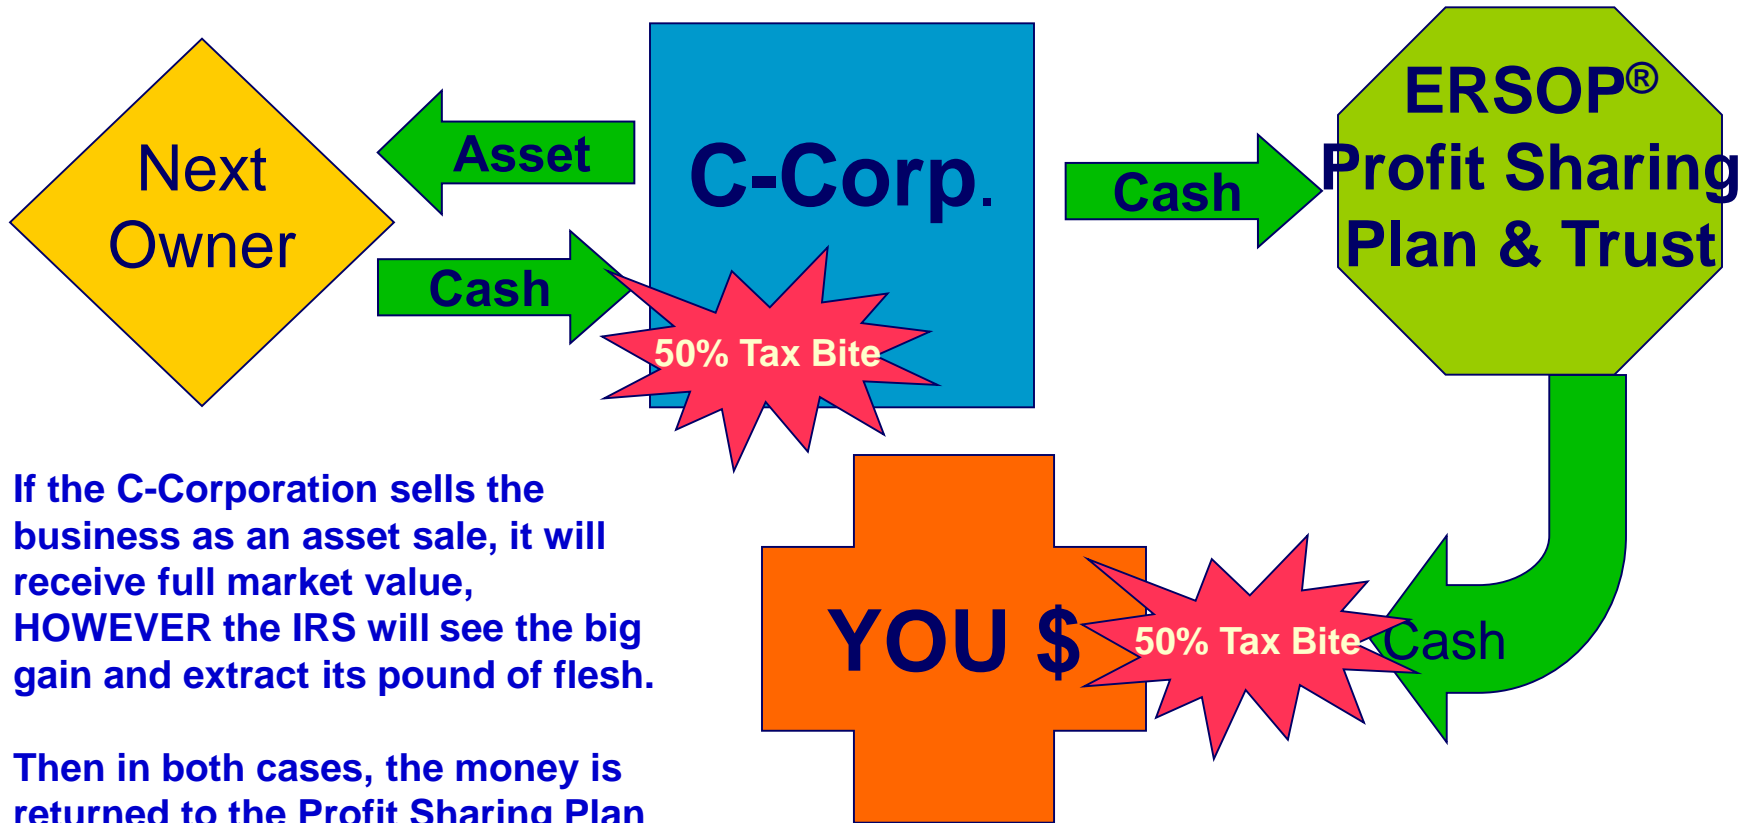 Next
Owner
Asset
Cash
C-Corp.
50% Tax Bite
Cash
ERSOP®
Profit Sharing
Plan & Trust
YOU $
50% Tax Bite
Cash
If the C-Corporation sells the
business as an asset sale, it will
receive full market value,
HOWEVER the IRS will see the big
gain and extract its pound of flesh.
Then in both cases, the money is
returned to the Profit Sharing Plan